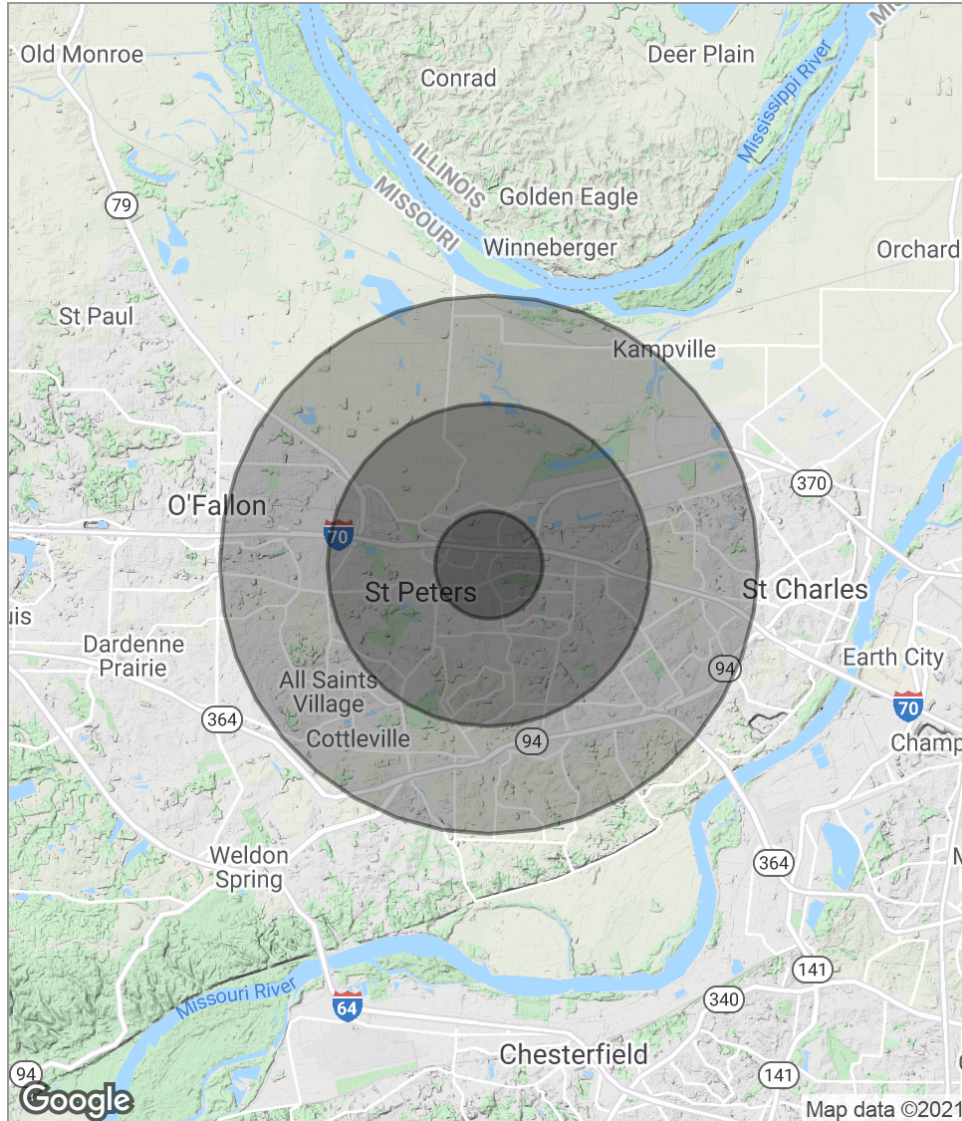 Old Monroe
Deer Plain
Conrad
Mississippi River
79
ILLINOIS
MISSOURI
Golden Eagle
Winneberger
Orchard
St Paul
Kampville
370
O'Fallon
70
St Peters
St Charles
uis
Dardenne
Prairie
Earth City
94
All Saints
Village
70
364
Cottleville
94
Champ
Weldon
Spring
364
141
Missouri River
340
64
Chesterfield
94
141
Google
Map data ©2021